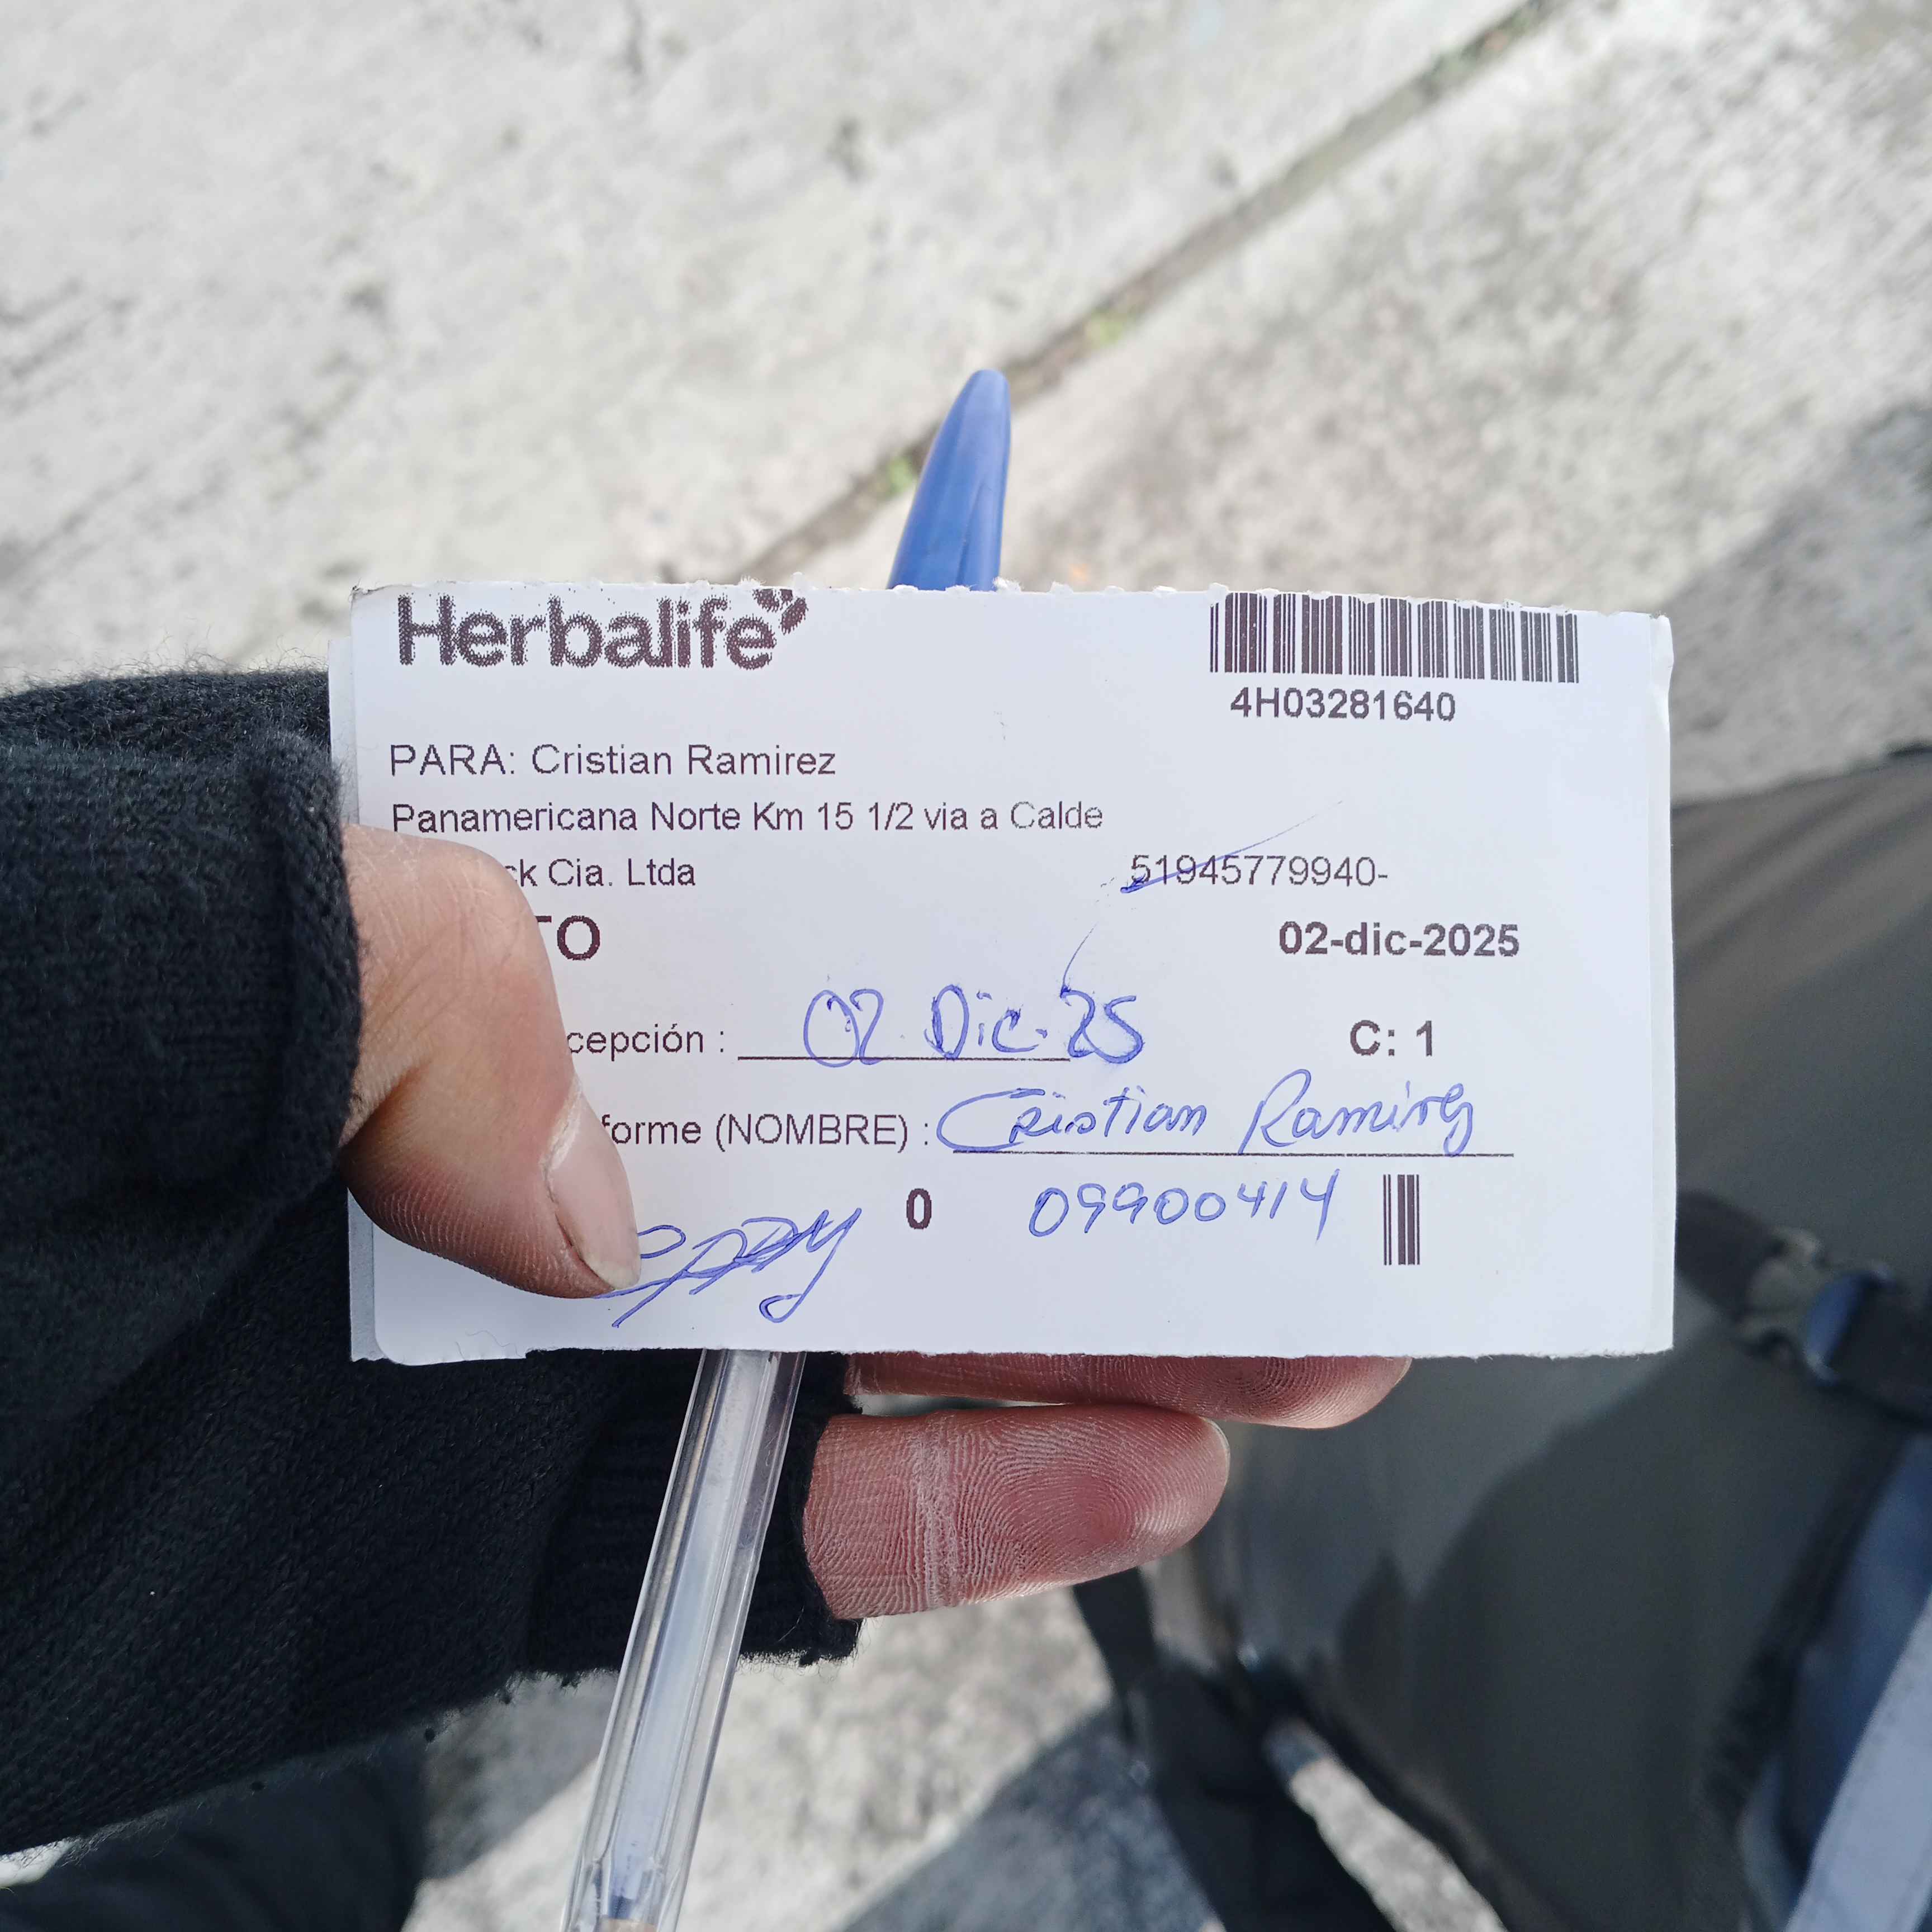 Herbalife
4H03281640
PARA: Cristian Ramirez
Panamericana Norte Km 15 1/2 via a Calde
ck Cia. Ltda 51945779940-
TO 02-dic-2025
cepción : 02 Dic. 25 C: 1
forme (NOMBRE) : Cristian Ramirez
0 09900414